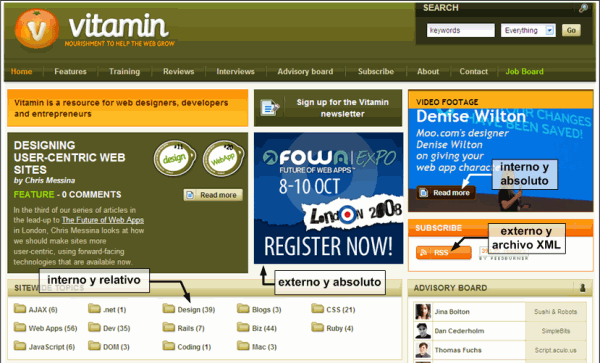 vitamin
NOURISHMENT TO HELP THE WEB GROW
SEARCH
keywords
Everything
Go
Home
Features
Training
Reviews
Interviews
Advisory board
Subscribe
About
Contact
Job Board
Vitamin is a resource for web designers, developers
and entrepreneurs
Sign up for the Vitamin
newsletter
DESIGNING
USER-CENTRIC WEB
SITES
by Chris Messina
design
WebApp
FEATURE - 0 COMMENTS
Read more
In the third of our series of articles in
the lead-up to The Future of Web Apps
in London, Chris Messina looks at how
we should make sites more
user-centric, using forward-facing
technologies that are available now.
FOWA EXPO
FUTURE OF WEB APPS
8-10 OCT
London 2008
REGISTER NOW!
VIDEO FOOTAGE
YOUR CHANGES
HAVE BEEN SAVED!
Denise Wilton
Moo.com's designer
Denise Wilton
on giving your
web app
Read more
interno y
absoluto
SUBSCRIBE
RSS
BY FEEDBURNER
externo y
archivo XML
interno y relativo
externo y absoluto
SITEWIDE TOPICS
AJAX (6)
.net (1)
Design (39)
Blogs (3)
CSS (21)
Web Apps (56)
Dev (35)
Rails (7)
Biz (44)
Ruby (4)
JavaScript (6)
DOM (3)
Coding (1)
Mac (3)
ADVISORY BOARD
Jina Bolton
Sushi & Robots
Dan Cederholm
SimpleBits
Thomas Fuchs
Script.aculo.us